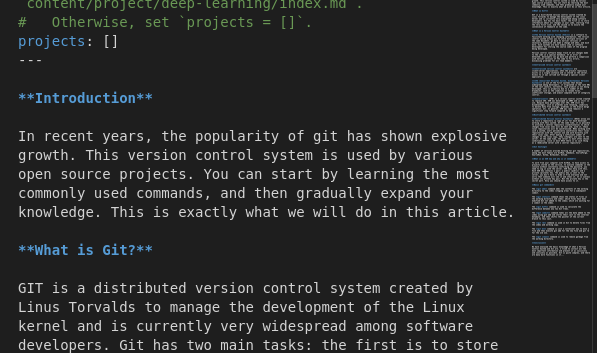 content/project/deep-learning/index.md`.
#   Otherwise, set `projects = []`.
projects: []
---
**Introduction**
In recent years, the popularity of git has shown explosive
growth. This version control system is used by various
open source projects. You can start by learning the most
commonly used commands, and then gradually expand your
knowledge. This is exactly what we will do in this article.
**What is Git?**
GIT is a distributed version control system created by
Linus Torvalds to manage the development of the Linux
kernel and is currently very widespread among software
developers. Git has two main tasks: the first is to store